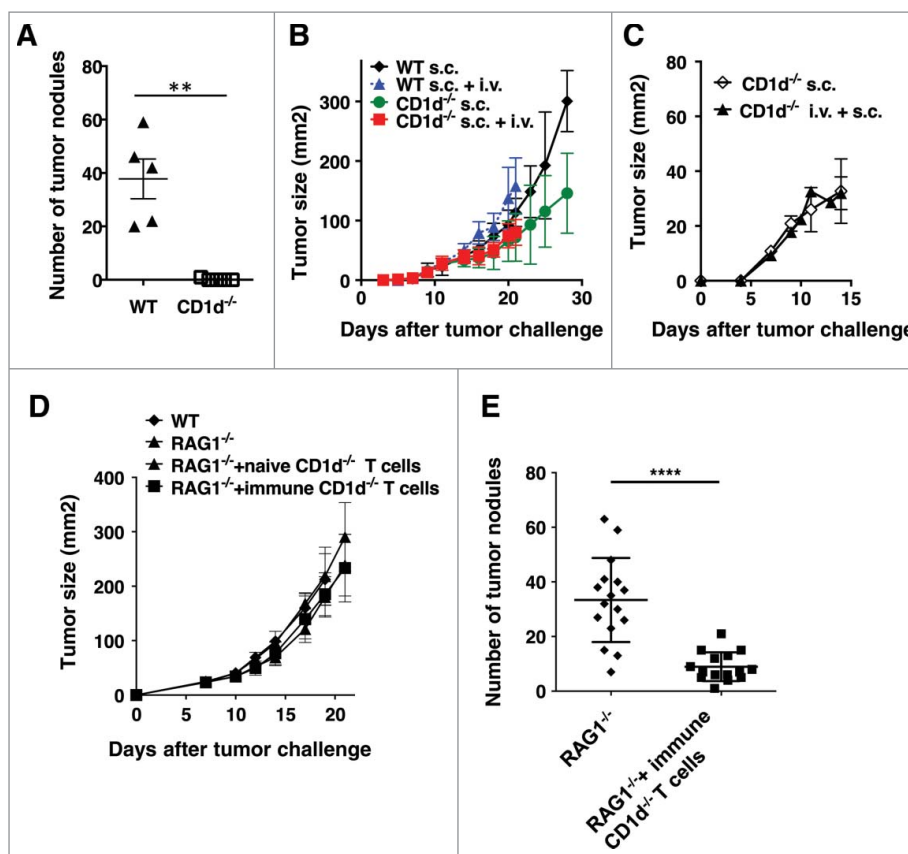 A
Number of tumor nodules
80
60
40
20
0
**
WT CD1d-/-
B
Tumor size (mm2)
300
200
100
0
0 10 20 30
WT s.c.
WT s.c. + i.v.
CD1d-/- s.c.
CD1d-/- s.c. + i.v.
Days after tumor challenge
C
Tumor size (mm2)
80
60
40
20
0
0 5 10 15
CD1d-/- s.c.
CD1d-/- i.v. + s.c.
Days after tumor challenge
D
WT
RAG1-/-
RAG1-/-+naive CD1d-/- T cells
RAG1-/-+immune CD1d-/- T cells
Tumor size (mm2)
400
300
200
100
0
0 5 10 15 20
Days after tumor challenge
E
Number of tumor nodules
80
60
40
20
0
****
RAG1-/-
RAG1-/-+ immune
CD1d-/- T cells